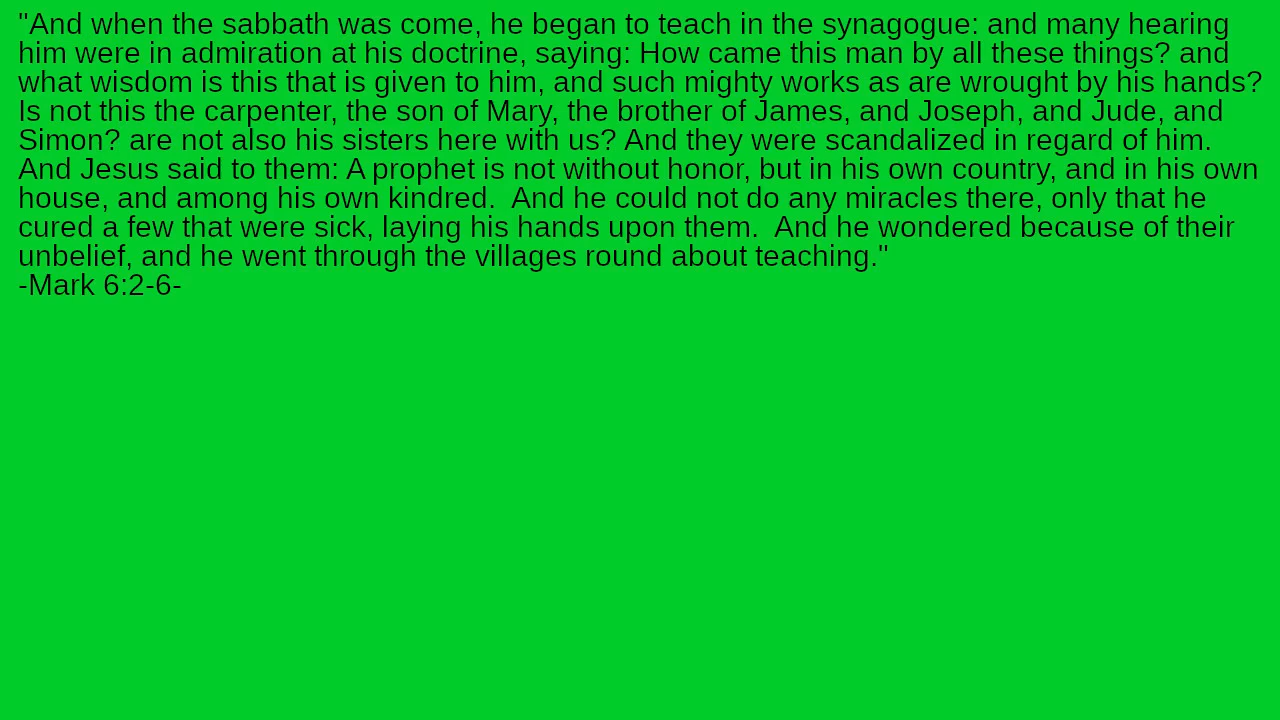 "And when the sabbath was come, he began to teach in the synagogue: and many hearing
him were in admiration at his doctrine, saying: How came this man by all these things? and
what wisdom is this that is given to him, and such mighty works as are wrought by his hands?
Is not this the carpenter, the son of Mary, the brother of James, and Joseph, and Jude, and
Simon? are not also his sisters here with us? And they were scandalized in regard of him.
And Jesus said to them: A prophet is not without honor, but in his own country, and in his own
house, and among his own kindred.  And he could not do any miracles there, only that he
cured a few that were sick, laying his hands upon them.  And he wondered because of their
unbelief, and he went through the villages round about teaching."
-Mark 6:2-6-